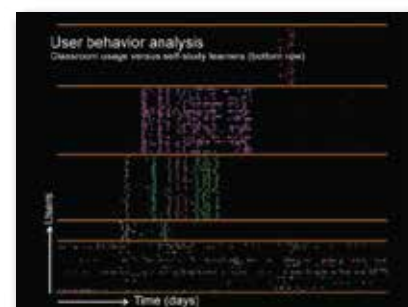 User behavior analysis
Classroom usage versus self-study learners (bottom row)
Users
Time (days)